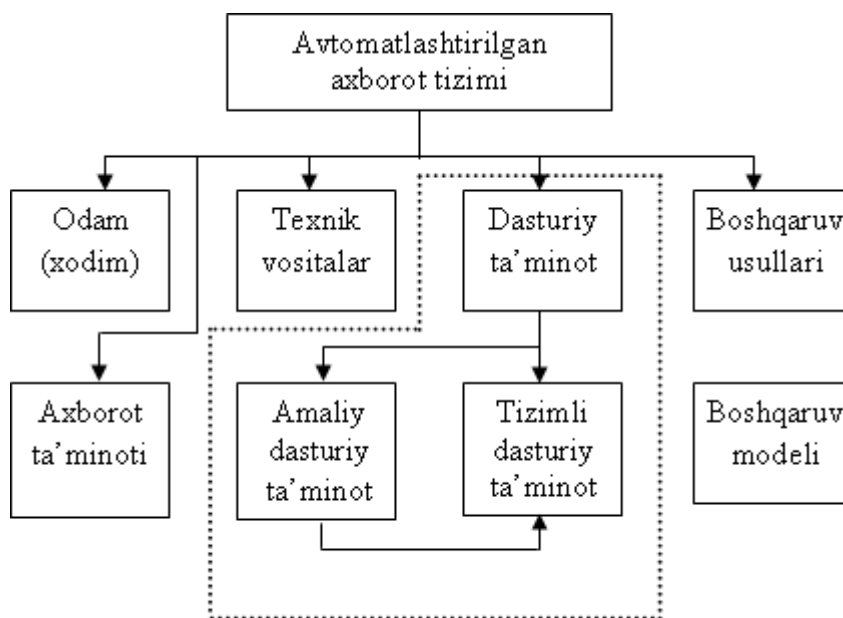 Avtomatlashtirilgan
axborot tizimi
Odam
(xodim)
Texnik
vositalar
Dasturiy
ta’minot
Boshqaruv
usullari
Axborot
ta’minoti
Amaliy
dasturiy
ta’minot
Tizimli
dasturiy
ta’minot
Boshqaruv
modeli